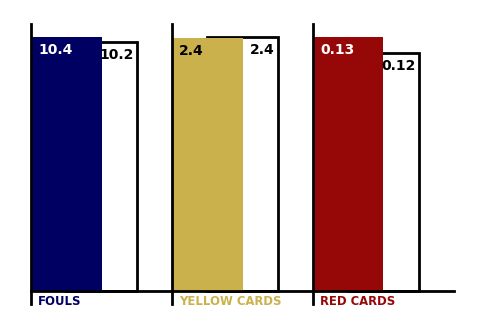 10.4
10.2
2.4
2.4
0.13
0.12
FOULS
YELLOW CARDS
RED CARDS